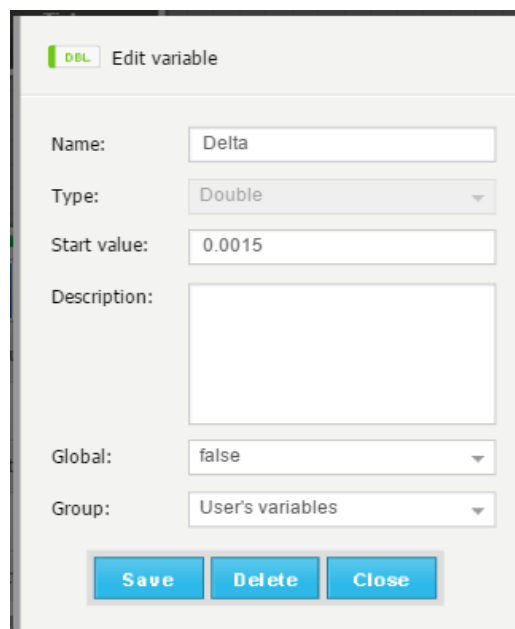 DBL Edit variable
Name: Delta
Type: Double
Start value: 0.0015
Description:
Global: false
Group: User's variables
Save Delete Close